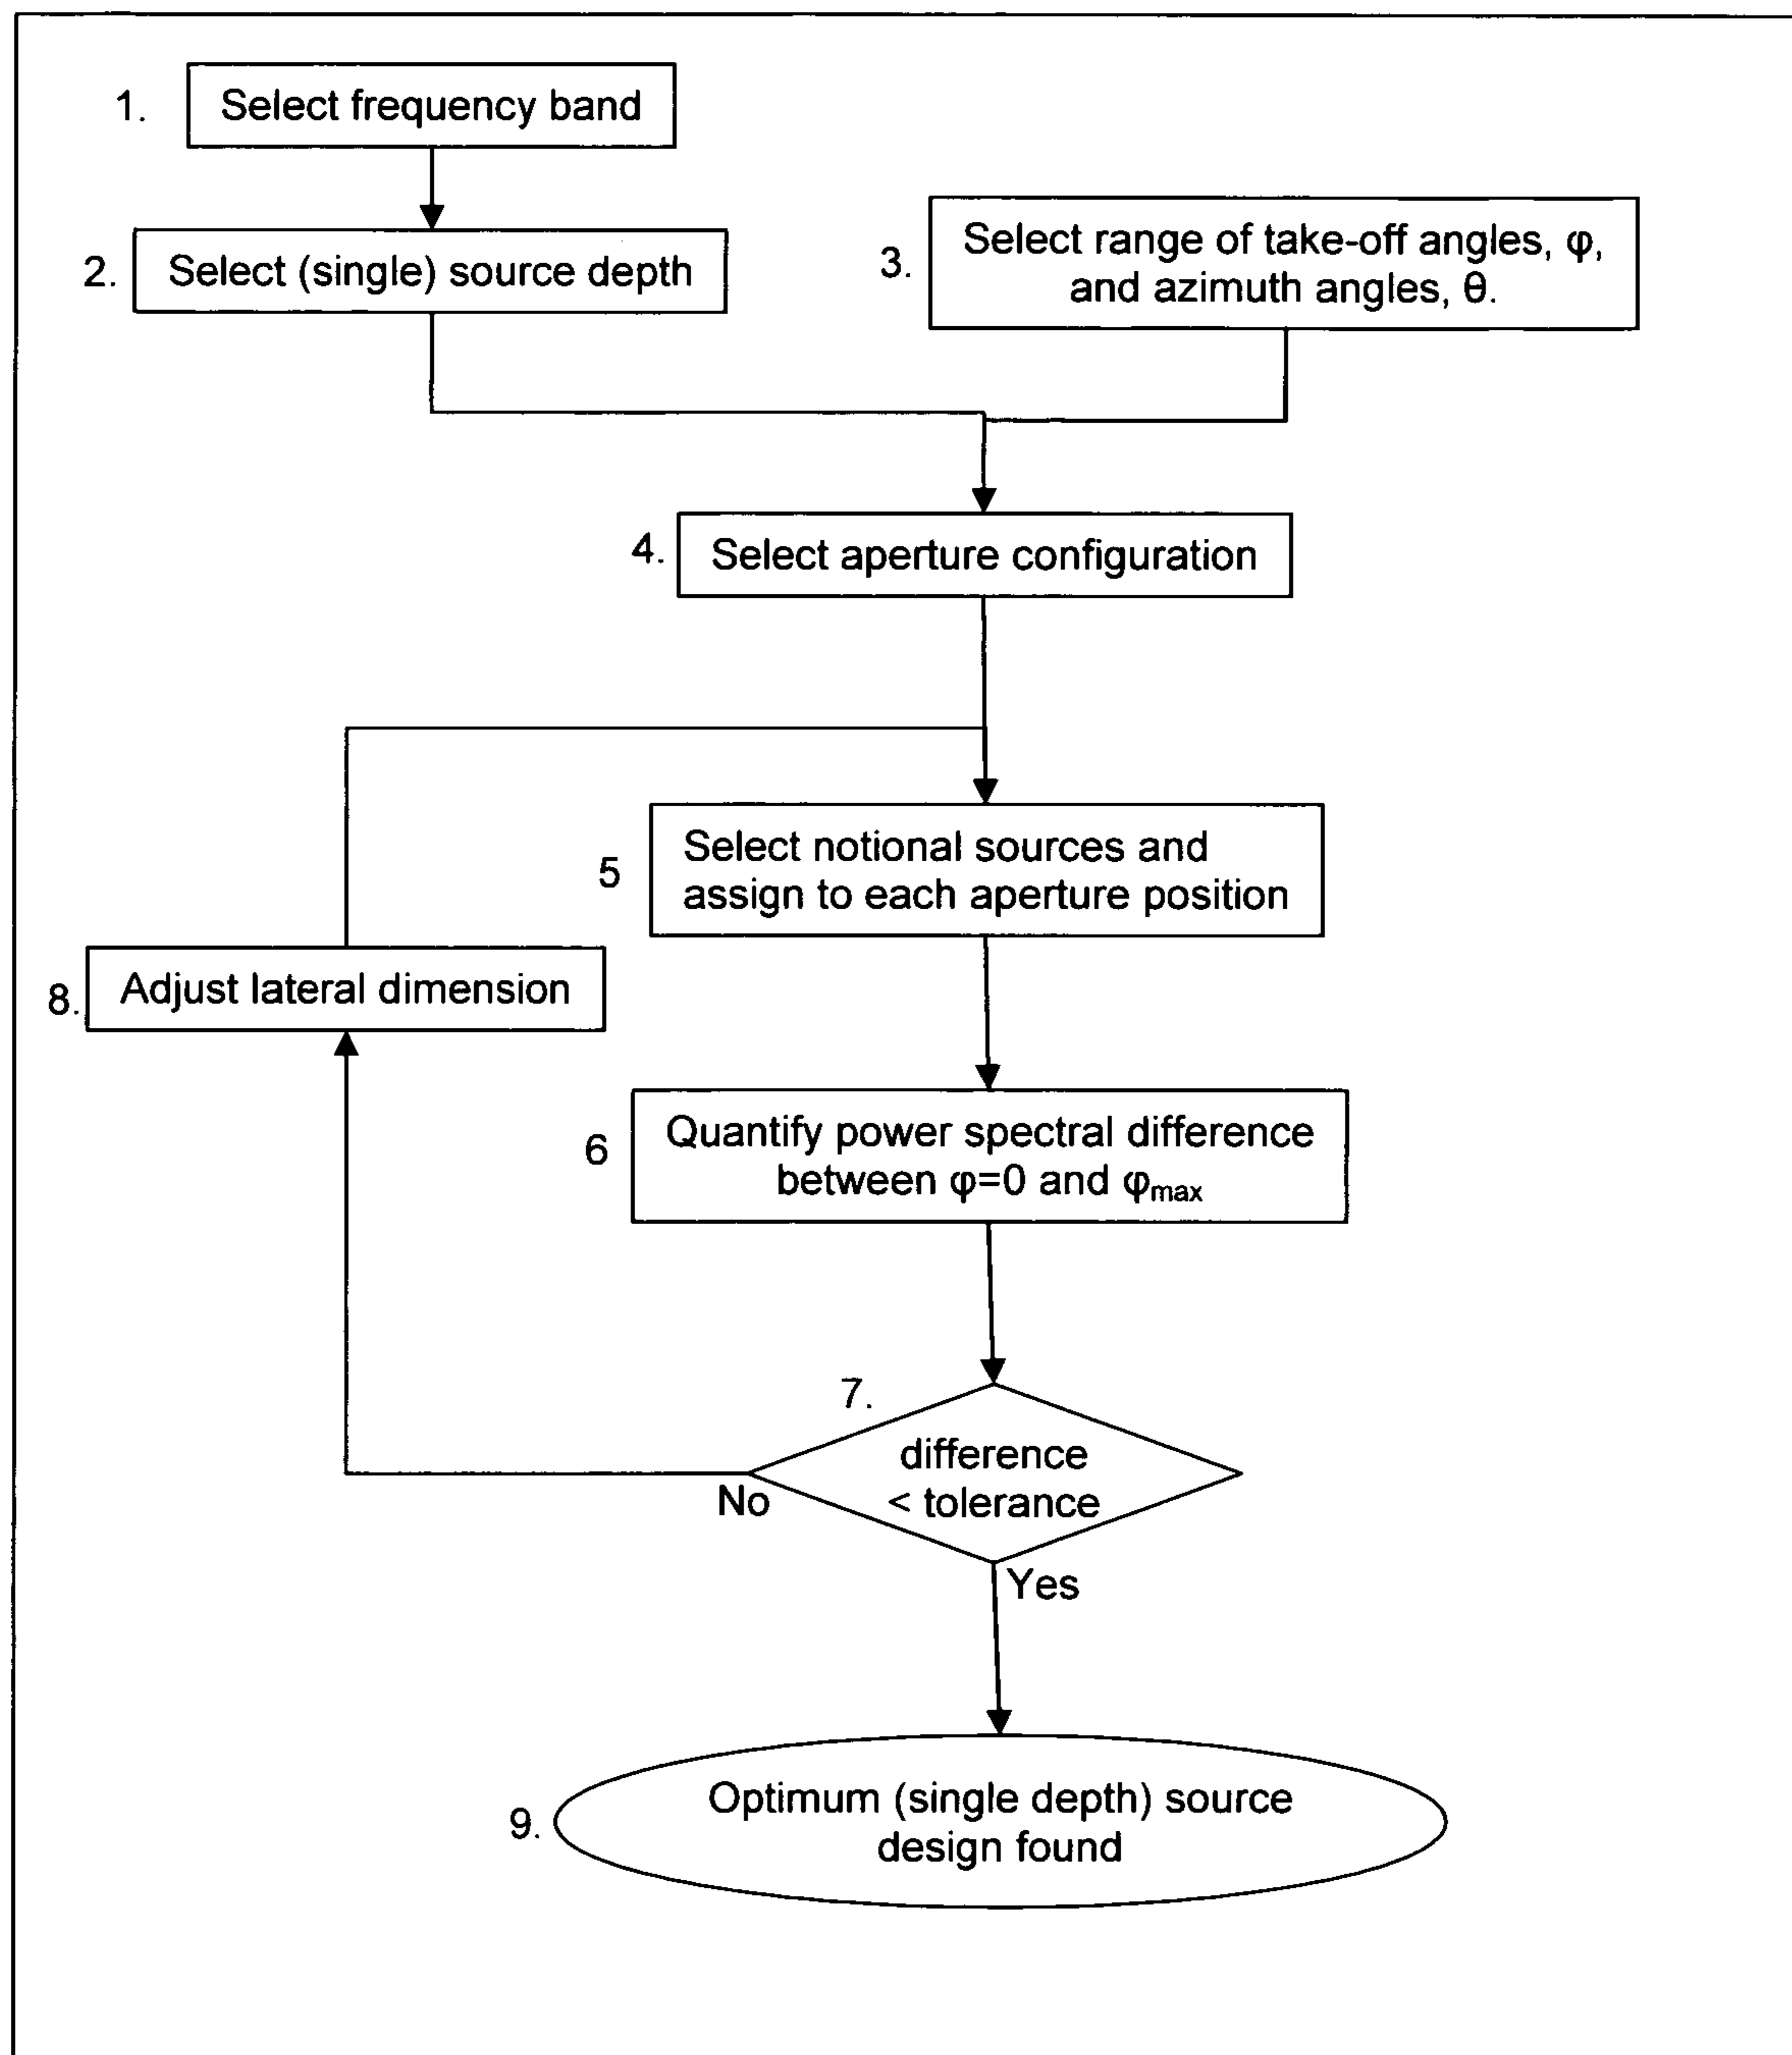 1. Select frequency band
2. Select (single) source depth
3. Select range of take-off angles, φ,
and azimuth angles, θ.
4. Select aperture configuration
5 Select notional sources and
assign to each aperture position
8. Adjust lateral dimension
6 Quantify power spectral difference
between φ=0 and φmax
7.
difference
< tolerance
No
Yes
9. Optimum (single depth) source
design found